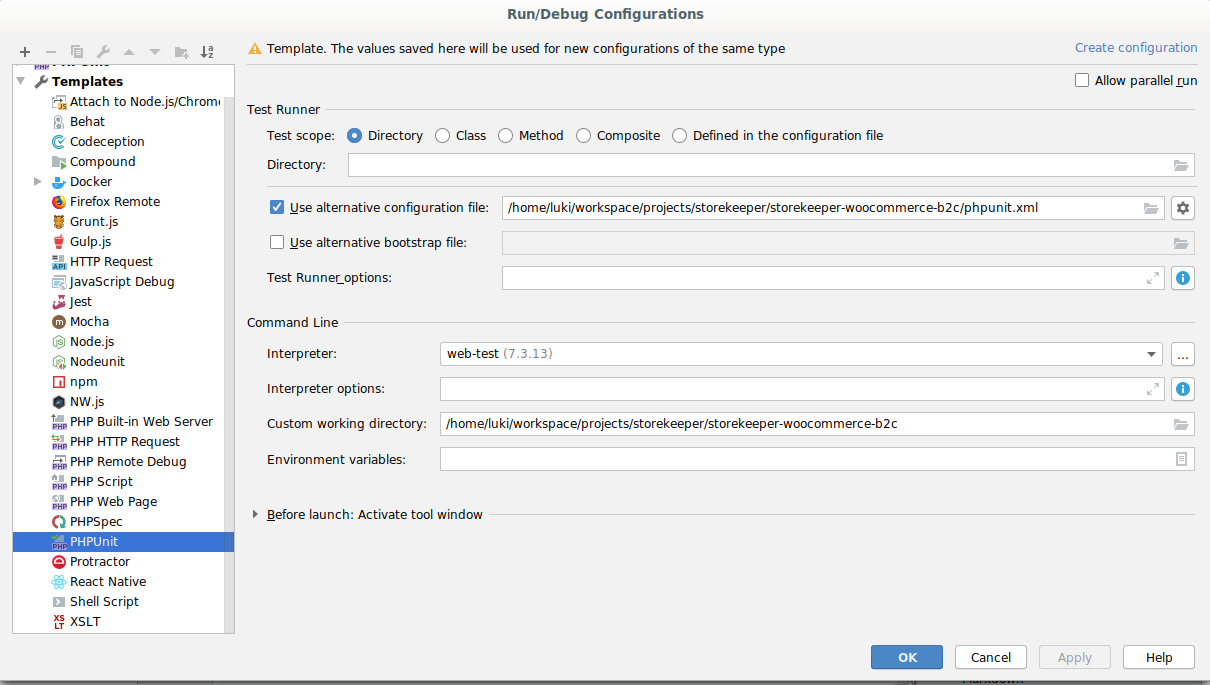 Run/Debug Configurations
Template. The values saved here will be used for new configurations of the same type
Create configuration
Templates
Attach to Node.js/Chrome
Behat
Codeception
Compound
Docker
Firefox Remote
Grunt.js
Gulp.js
HTTP Request
JavaScript Debug
Jest
Mocha
Node.js
Nodeunit
npm
NW.js
PHP Built-in Web Server
PHP HTTP Request
PHP Remote Debug
PHP Script
PHP Web Page
PHPSpec
PHPUnit
Protractor
React Native
Shell Script
XSLT
Allow parallel run
Test Runner
Test scope: Directory Class Method Composite Defined in the configuration file
Directory:
Use alternative configuration file: /home/luki/workspace/projects/storekeeper/storekeeper-woocommerce-b2c/phpunit.xml
Use alternative bootstrap file:
Test Runner options:
Command Line
Interpreter: web-test (7.3.13) ...
Interpreter options:
Custom working directory: /home/luki/workspace/projects/storekeeper/storekeeper-woocommerce-b2c
Environment variables:
Before launch: Activate tool window
OK Cancel Apply Help